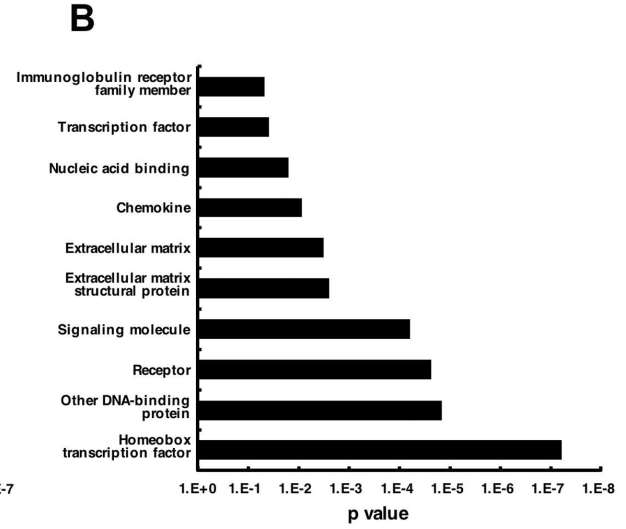 B
Immunoglobulin receptor
family member
Transcription factor
Nucleic acid binding
Chemokine
Extracellular matrix
Extracellular matrix
structural protein
Signaling molecule
Receptor
Other DNA-binding
protein
Homeobox
transcription factor
E-7 1.E+0 1.E-1 1.E-2 1.E-3 1.E-4 1.E-5 1.E-6 1.E-7 1.E-8
p value